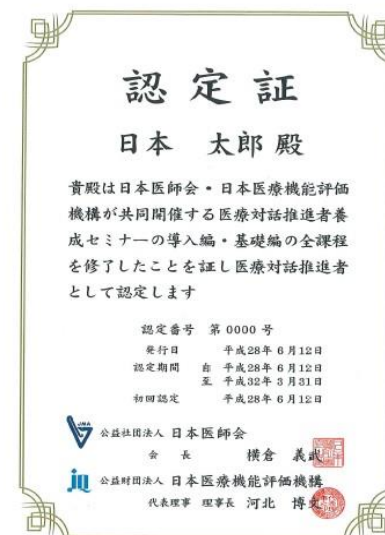 認定証
日本 太郎 殿
貴殿は日本医師会・日本医療機能評価
機構が共同開催する医療対話推進者養
成セミナーの導入編・基礎編の全課程
を修了したことを証し医療対話推進者
として認定します
認定番号 第 0000 号
発行日 平成28年 6月12日
認定期間 自 平成28年 6月12日
至 平成32年 3月31日
初回認定 平成28年 6月12日
JMA
公益社団法人 日本医師会
会 長 横倉 義武
jq 公益財団法人 日本医療機能評価機構
代表理事 理事長 河北 博文